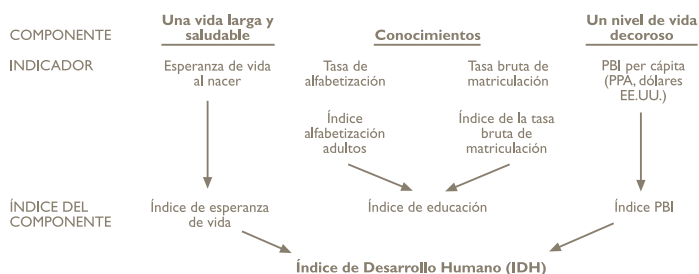 COMPONENTE
Una vida larga y
saludable
Conocimientos
Un nivel de vida
decoroso
INDICADOR
Esperanza de vida
al nacer
Tasa de
alfabetización
Tasa bruta de
matriculación
PBI per cápita
(PPA, dólares
EE.UU.)
Índice
alfabetización
adultos
Índice de la tasa
bruta de
matriculación
ÍNDICE DEL
COMPONENTE
Índice de esperanza
de vida
Índice de educación
Índice PBI
Índice de Desarrollo Humano (IDH)